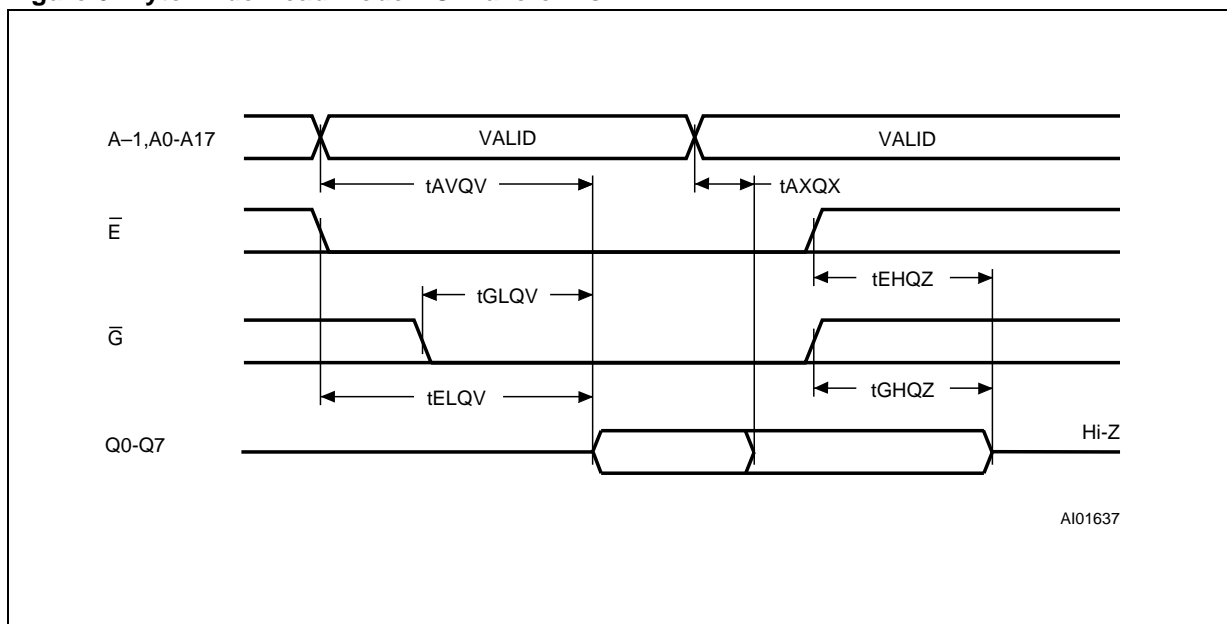 A–1,A0-A17
VALID
VALID
tAVQV
tAXQX
E̅
tEHQZ
tGLQV
G̅
tGHQZ
tELQV
Q0-Q7
Hi-Z
AI01637